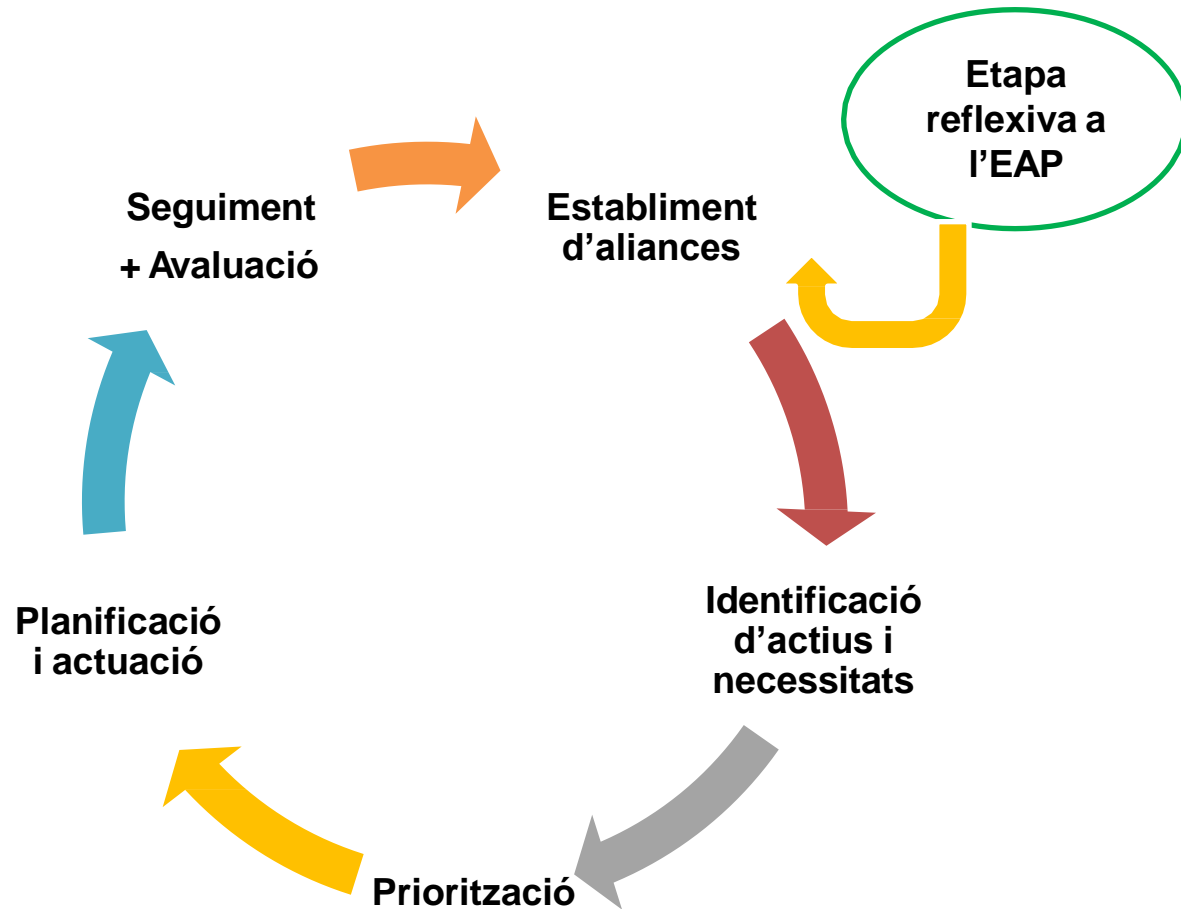 Etapa
reflexiva a
l’EAP
Establiment
d’aliances
Identificació
d’actius i
necessitats
Priorització
Planificació
i actuació
Seguiment
+ Avaluació